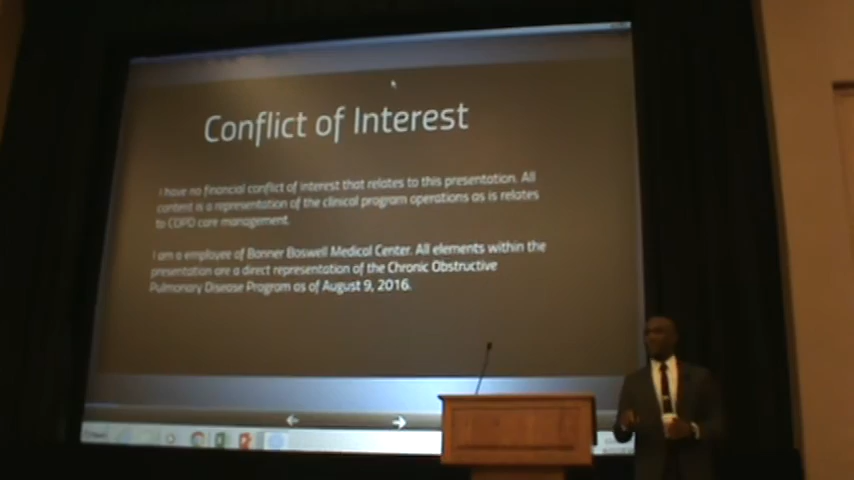 Conflict of Interest
I have no financial conflict of interest that relates to this presentation. All
content is a representation of the clinical program operations as is relates
to COPD care management.
I am a employee of Banner Boswell Medical Center. All elements within the
presentation are a direct representation of the Chronic Obstructive
Pulmonary Disease Program as of August 9, 2016.